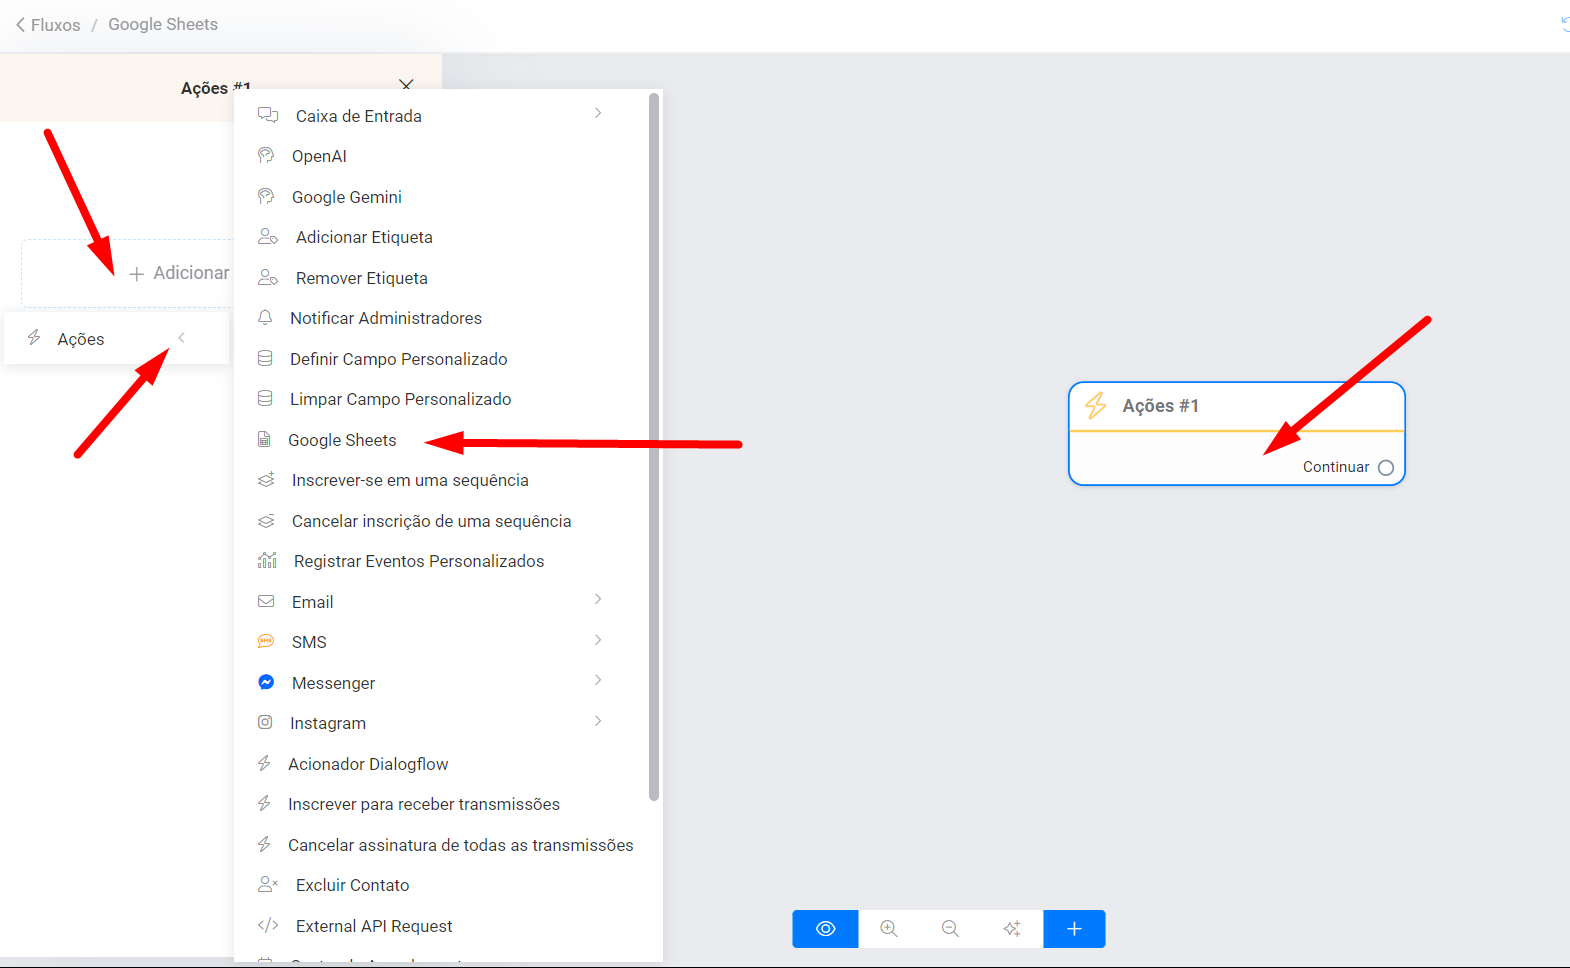 Fluxos / Google Sheets
Ações #1
Adicionar
Ações
Caixa de Entrada
OpenAI
Google Gemini
Adicionar Etiqueta
Remover Etiqueta
Notificar Administradores
Definir Campo Personalizado
Limpar Campo Personalizado
Google Sheets
Inscrever-se em uma sequência
Cancelar inscrição de uma sequência
Registrar Eventos Personalizados
Email
SMS
SMS
Messenger
Instagram
Acionador Dialogflow
Inscrever para receber transmissões
Cancelar assinatura de todas as transmissões
Excluir Contato
External API Request
Ações #1
Continuar